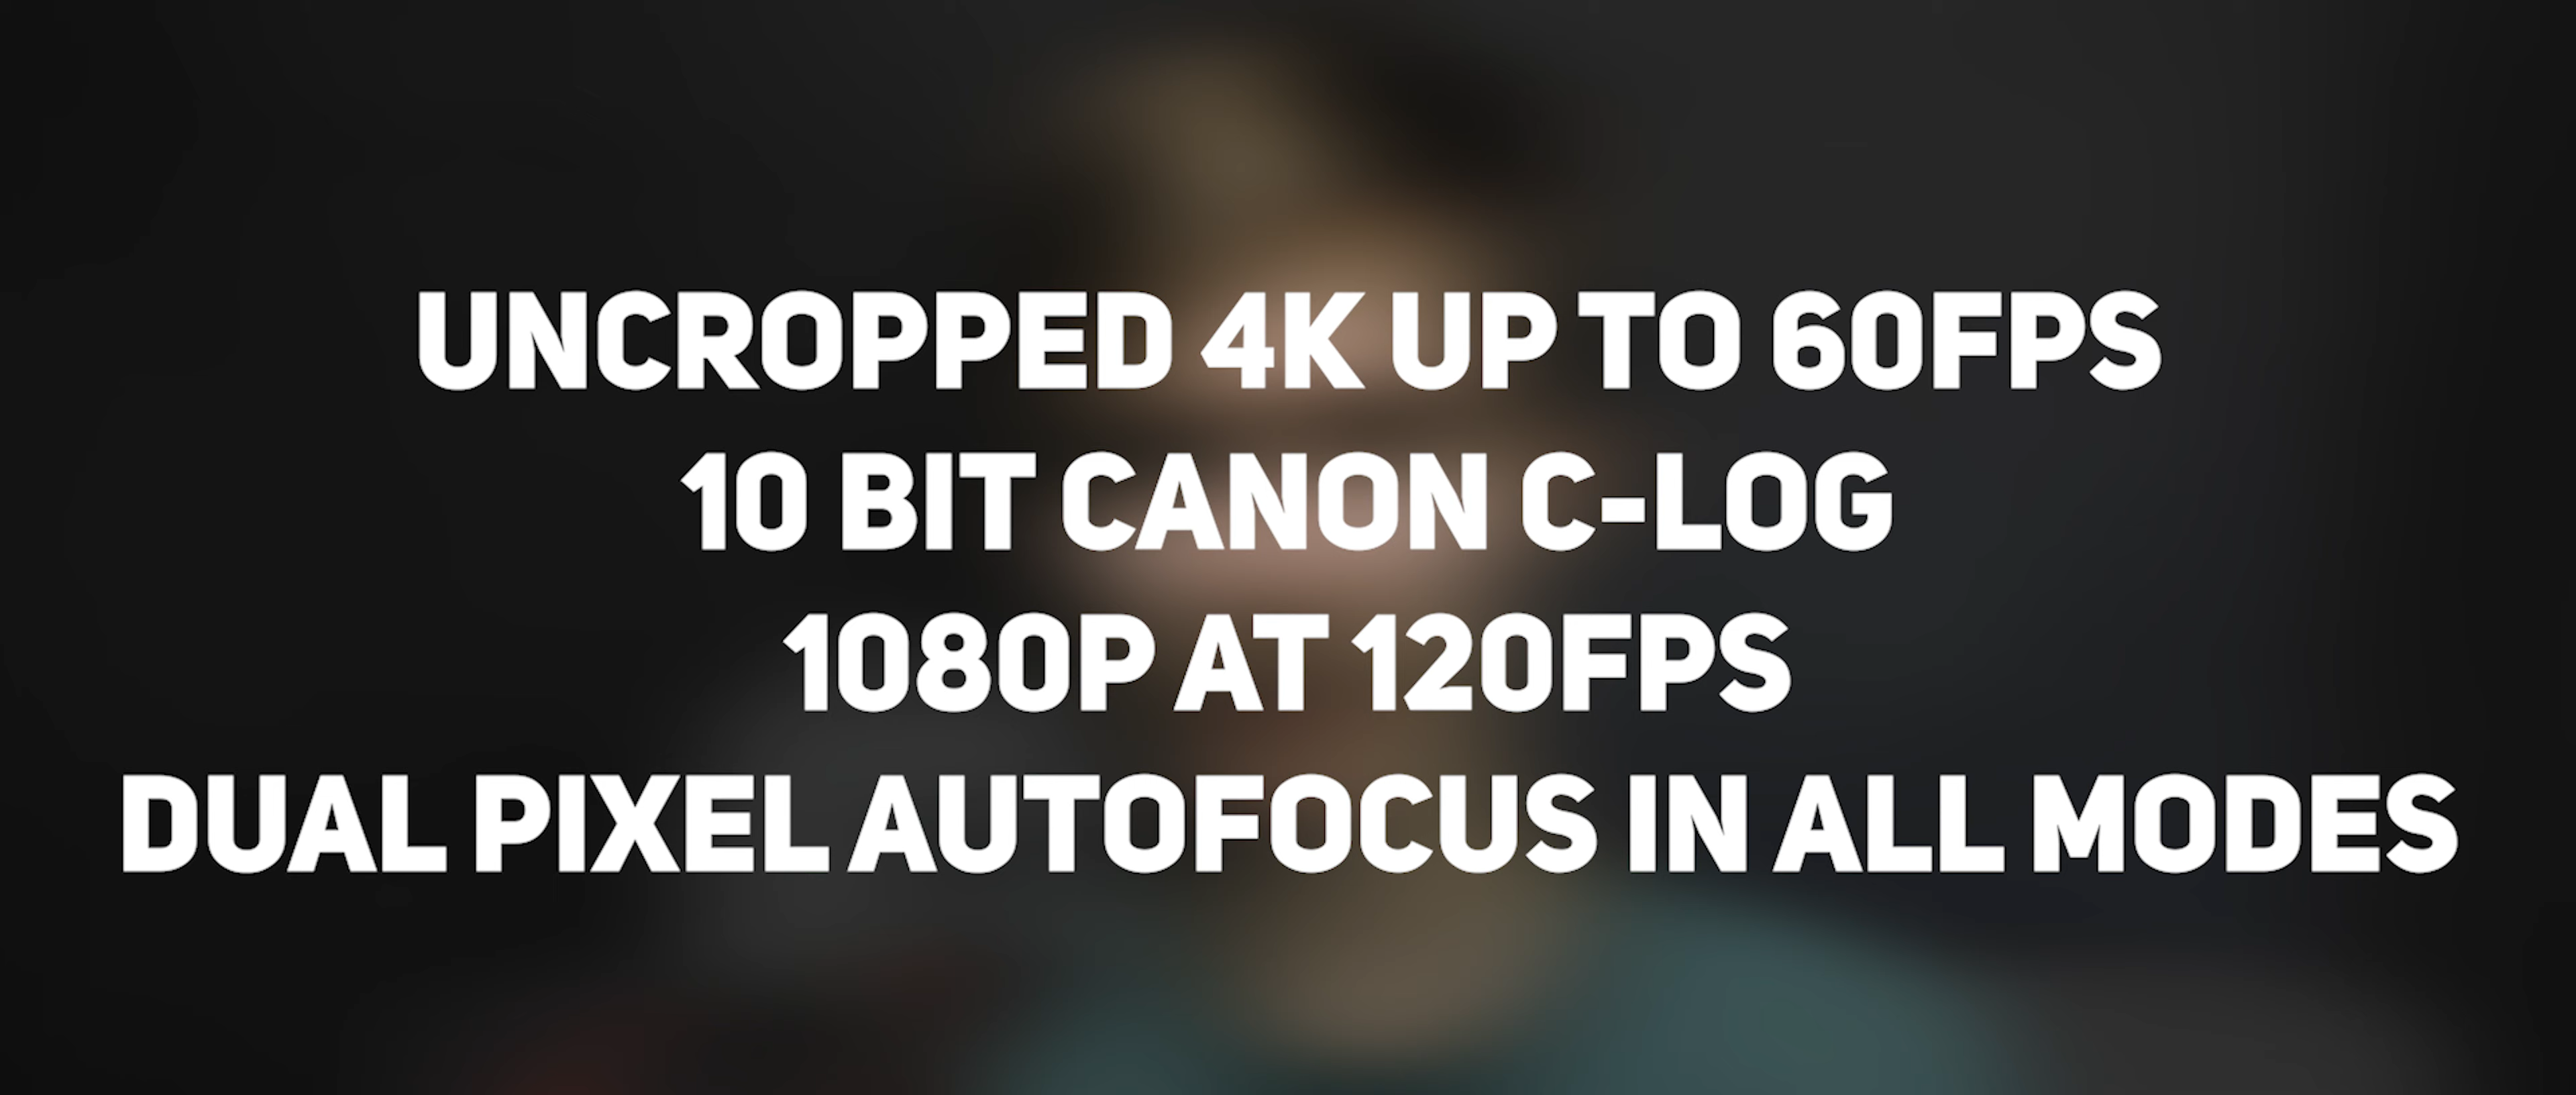 UNCROPPED 4K UP TO 60FPS
10 BIT CANON C-LOG
1080P AT 120FPS
DUAL PIXEL AUTOFOCUS IN ALL MODES